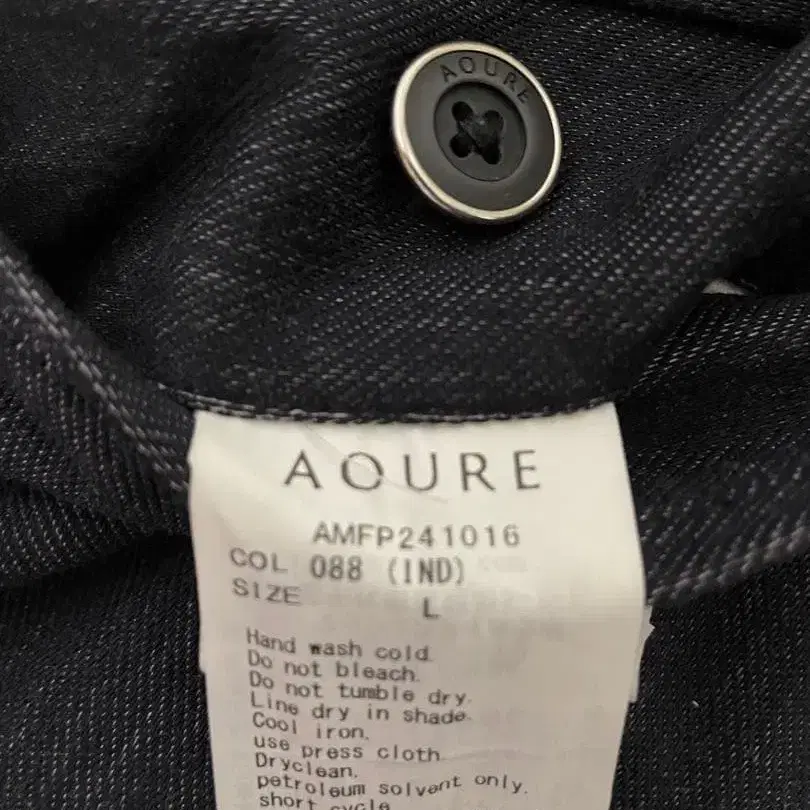 AOURE
AOURE
AMFP241016
COL 088 (IND)
SIZE L
Hand wash cold.
Do not bleach.
Do not tumble dry.
Line dry in shade.
Cool iron,
use press cloth.
Dryclean,
petroleum solvent only.
short cycle